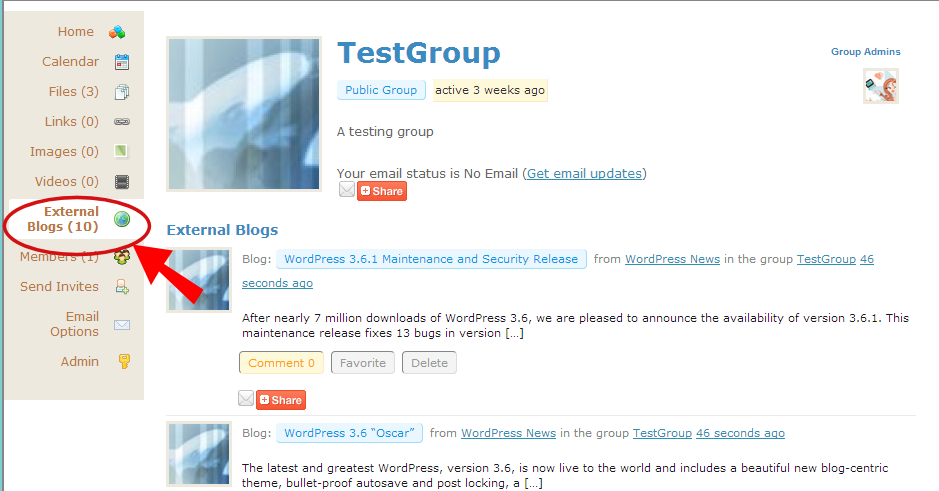 Home
Calendar
Files (3)
Links (0)
Images (0)
Videos (0)
External
Blogs (10)
Members (1)
Send Invites
Email
Options
Admin
TestGroup
Public Group active 3 weeks ago
A testing group
Your email status is No Email (Get email updates)
Share
Group Admins
External Blogs
Blog: WordPress 3.6.1 Maintenance and Security Release from WordPress News in the group TestGroup 46
seconds ago
After nearly 7 million downloads of WordPress 3.6, we are pleased to announce the availability of version 3.6.1. This
maintenance release fixes 13 bugs in version […]
Comment 0 Favorite Delete
Share
Blog: WordPress 3.6 “Oscar” from WordPress News in the group TestGroup 46 seconds ago
The latest and greatest WordPress, version 3.6, is now live to the world and includes a beautiful new blog-centric
theme, bullet-proof autosave and post locking, a […]